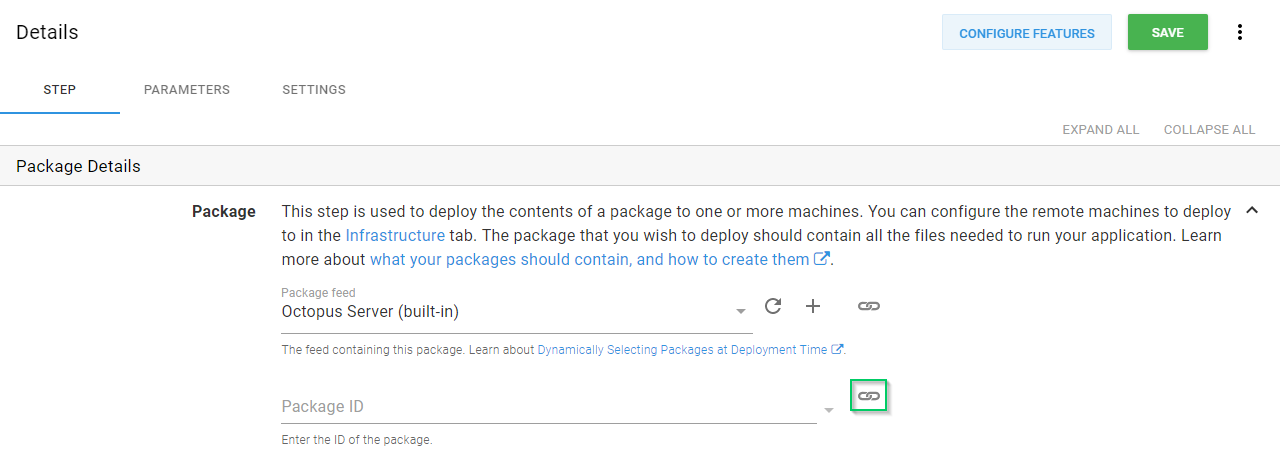 Details
CONFIGURE FEATURES
SAVE
STEP
PARAMETERS
SETTINGS
EXPAND ALL
COLLAPSE ALL
Package Details
Package
This step is used to deploy the contents of a package to one or more machines. You can configure the remote machines to deploy
to in the Infrastructure tab. The package that you wish to deploy should contain all the files needed to run your application. Learn
more about what your packages should contain, and how to create them.
Package feed
Octopus Server (built-in)
The feed containing this package. Learn about Dynamically Selecting Packages at Deployment Time.
Package ID
Enter the ID of the package.